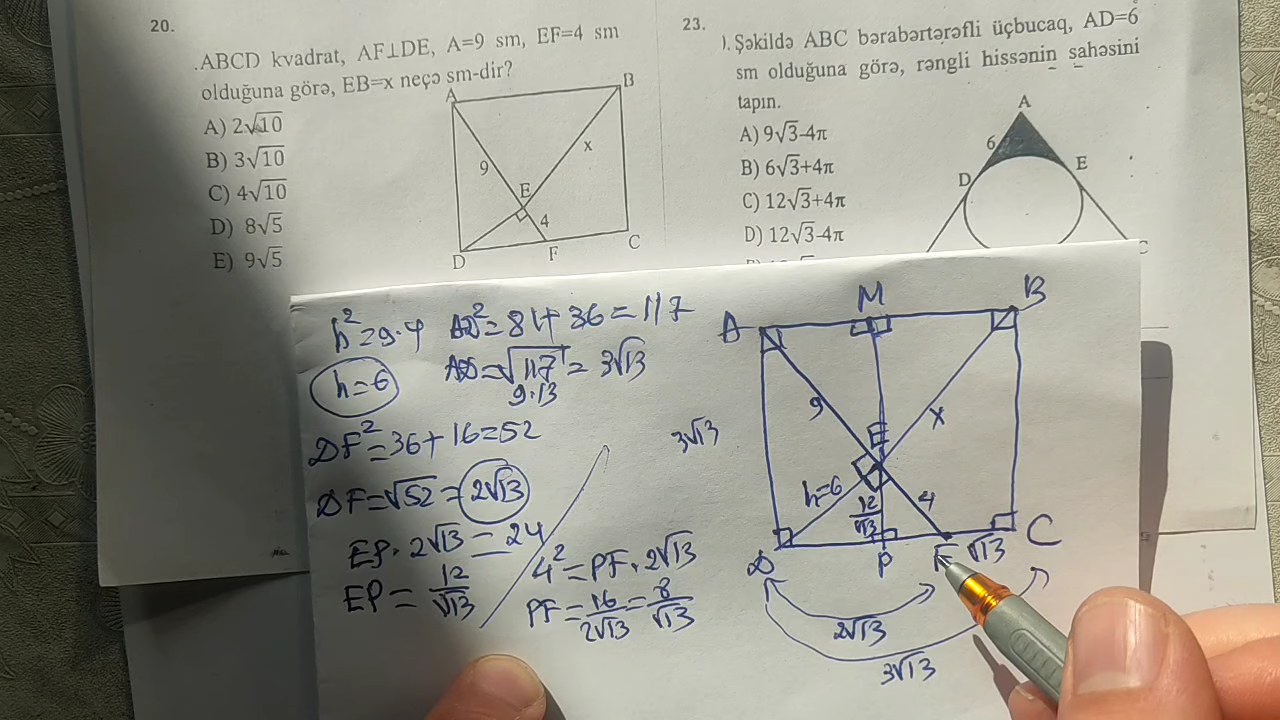 20.
.ABCD kvadrat, AF⊥DE, A=9 sm, EF=4 sm
olduğuna görə, EB=x neçə sm-dir?
A) 2√10
B) 3√10
C) 4√10
D) 8√5
E) 9√5
A
B
9
x
E
4
D
F
C
23.
). Şəkildə ABC bərabərtərəfli üçbucaq, AD=6
sm olduğuna görə, rəngli hissənin sahəsini
tapın.
A) 9√3-4π
B) 6√3+4π
C) 12√3+4π
D) 12√3-4π
A
6
D
E
C
h²=9·4
h=6
AD²=81+36=117
AD=√117=3√13
9·13
DF²=36+16=52
DF=√52=2√13
EP·2√13=24
EP=12/√13
4²=PF·2√13
PF=16/2√13=8/√13
3√13
A
M
B
9
x
E
h=6
12/√13
4
D
P
F
√13
C
2√13
3√13